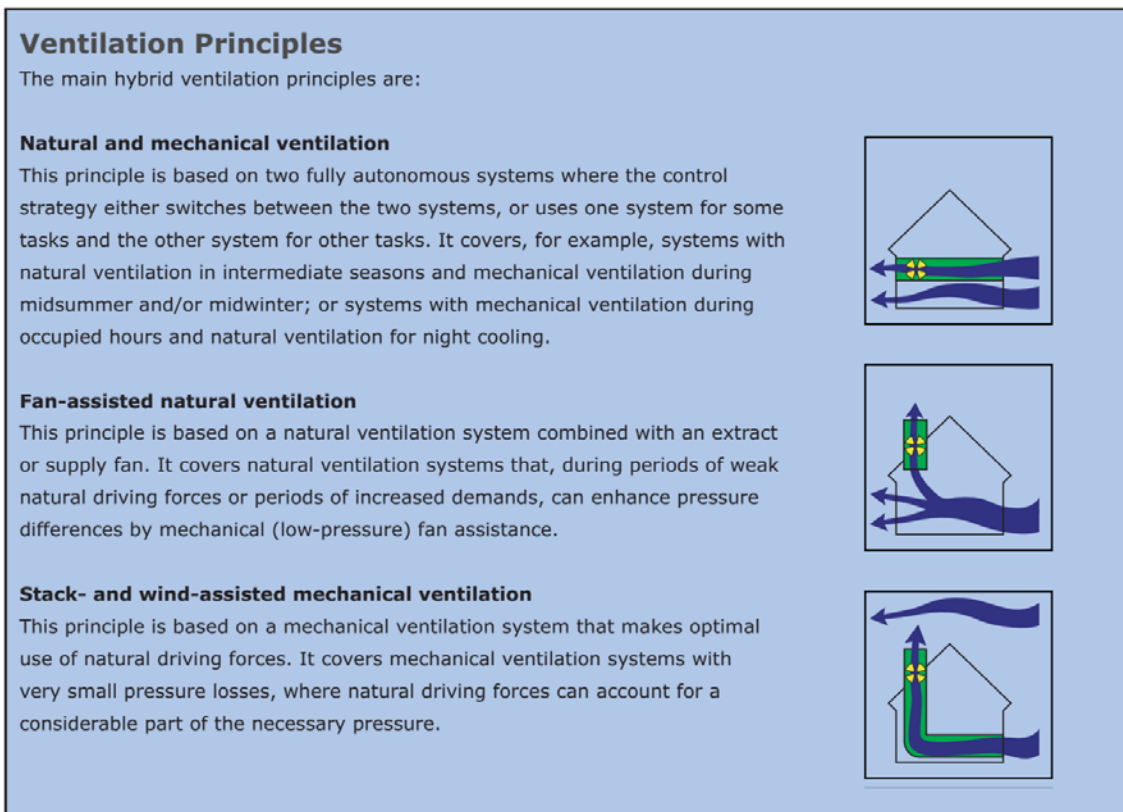 Ventilation Principles
The main hybrid ventilation principles are:
Natural and mechanical ventilation
This principle is based on two fully autonomous systems where the control
strategy either switches between the two systems, or uses one system for some
tasks and the other system for other tasks. It covers, for example, systems with
natural ventilation in intermediate seasons and mechanical ventilation during
midsummer and/or midwinter; or systems with mechanical ventilation during
occupied hours and natural ventilation for night cooling.
Fan-assisted natural ventilation
This principle is based on a natural ventilation system combined with an extract
or supply fan. It covers natural ventilation systems that, during periods of weak
natural driving forces or periods of increased demands, can enhance pressure
differences by mechanical (low-pressure) fan assistance.
Stack- and wind-assisted mechanical ventilation
This principle is based on a mechanical ventilation system that makes optimal
use of natural driving forces. It covers mechanical ventilation systems with
very small pressure losses, where natural driving forces can account for a
considerable part of the necessary pressure.